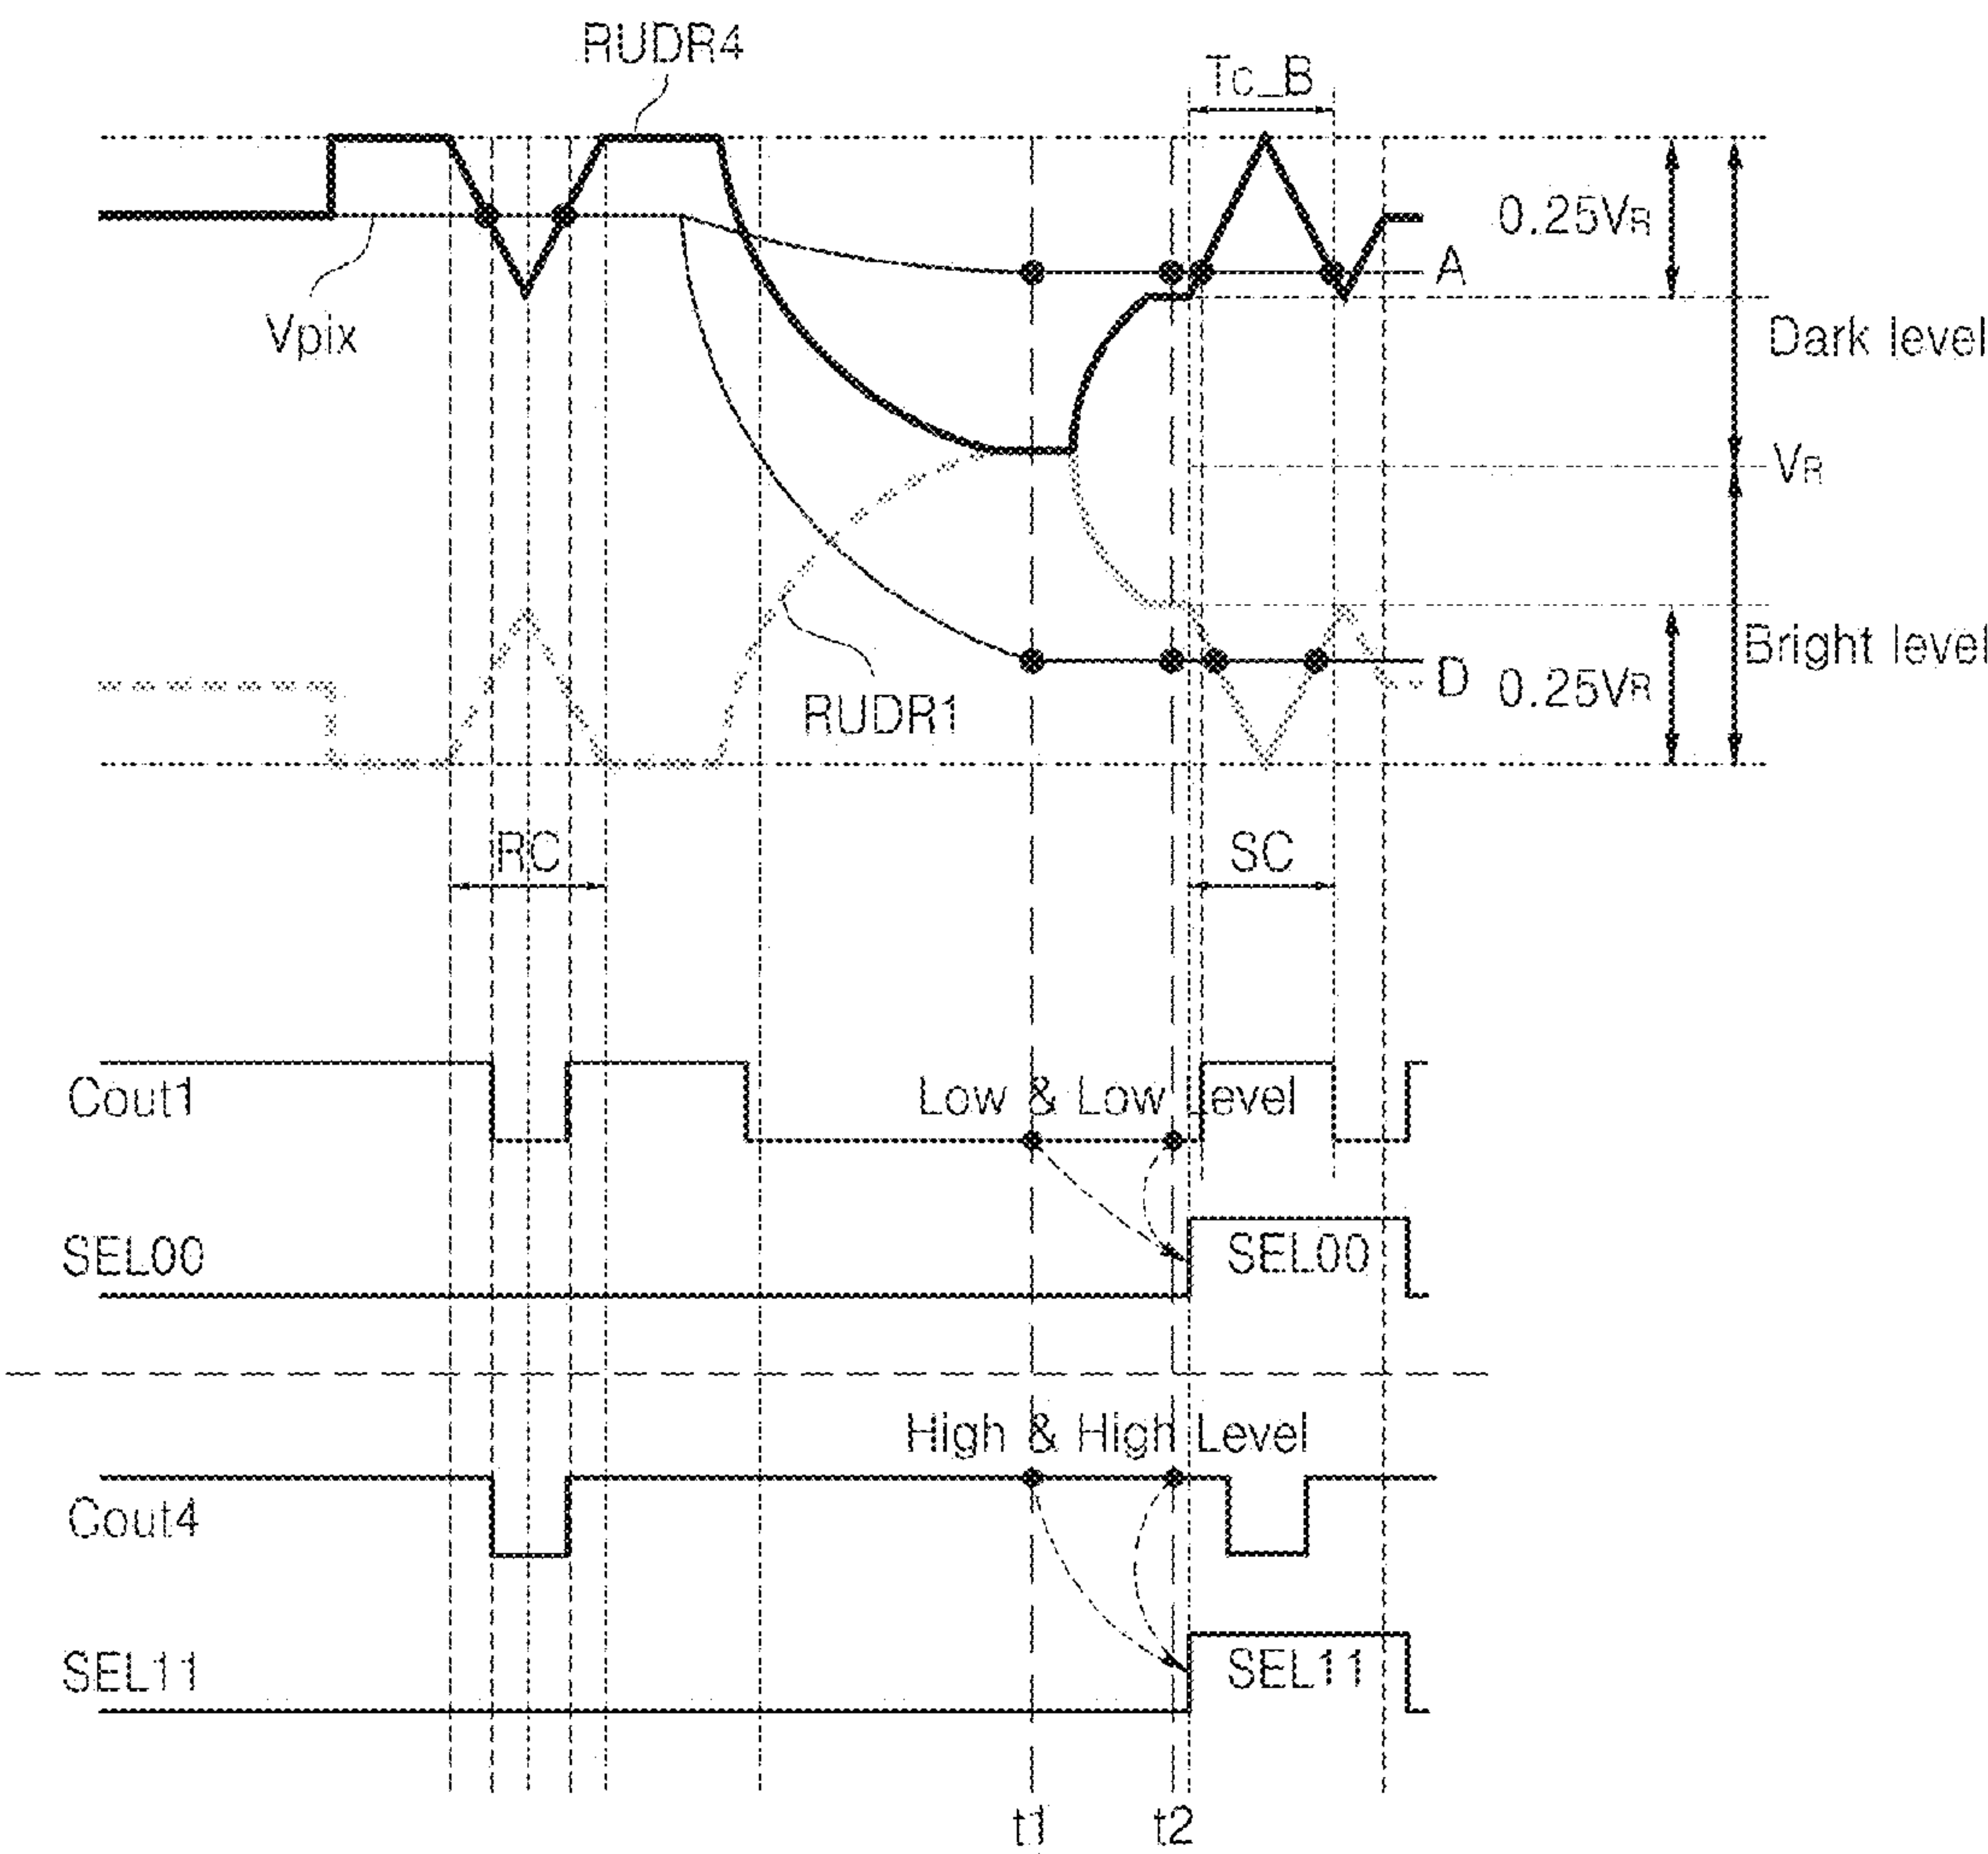 RUDR4
Tc_B
0.25VR
A
Vpix
Dark level
VR
Bright level
D
0.25VR
RUDR1
RC
SC
Cout1
Low & Low Level
SEL00
SEL00
High & High Level
Cout4
SEL11
SEL11
t1
t2